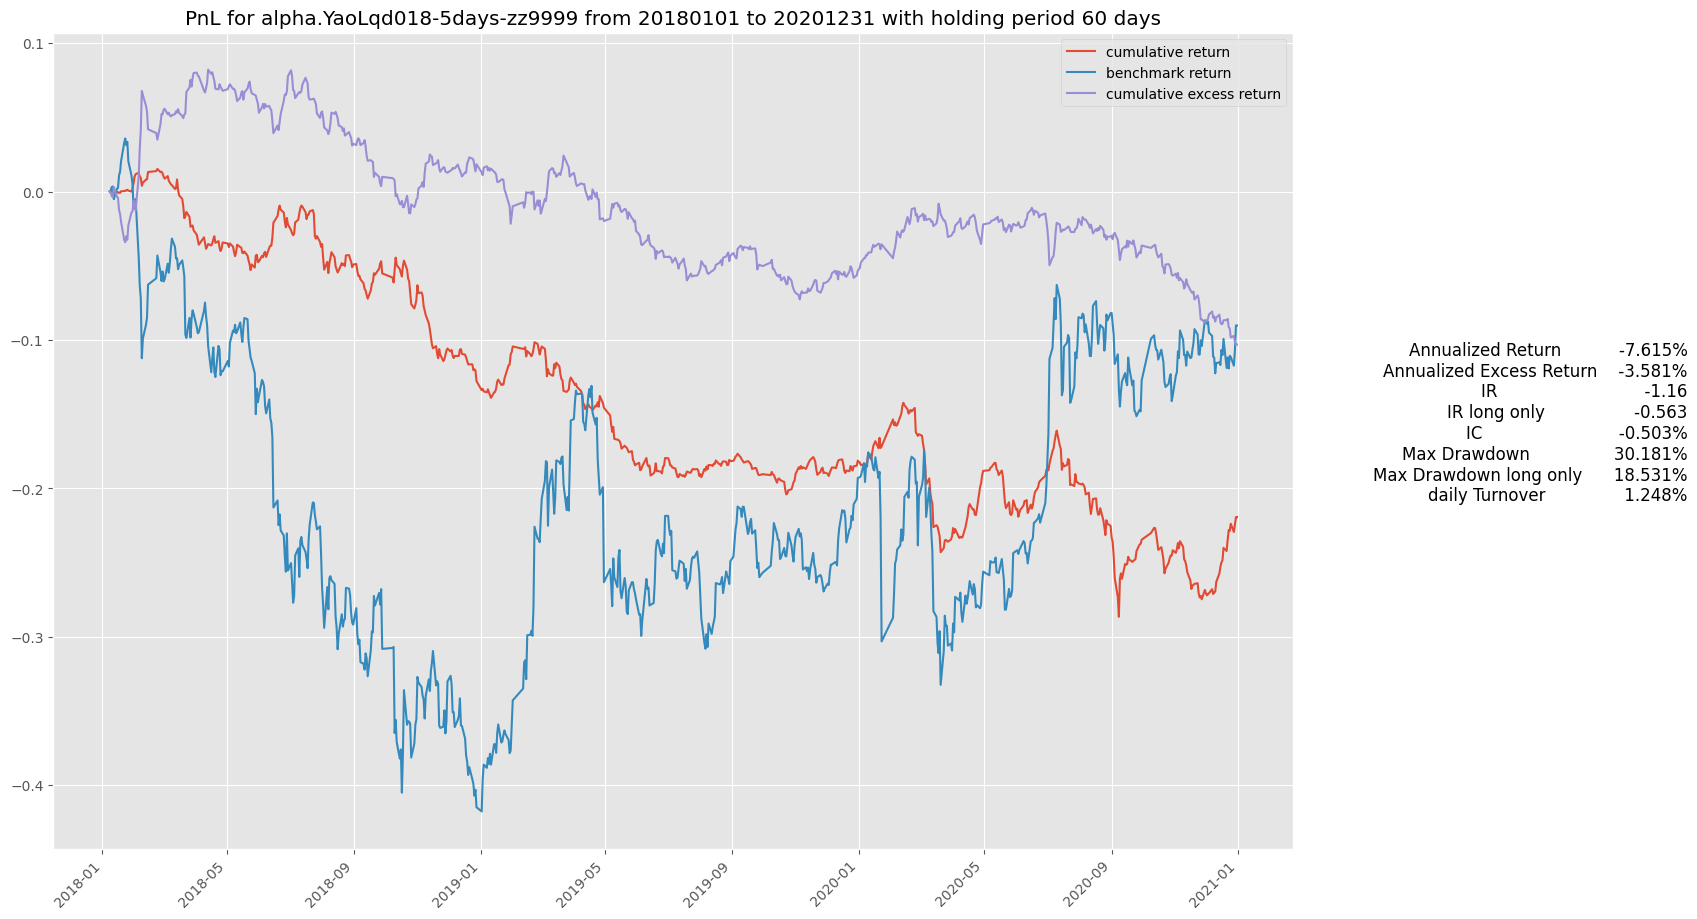 PnL for alpha.YaoLqd018-5days-zz9999 from 20180101 to 20201231 with holding period 60 days
cumulative return
benchmark return
cumulative excess return
0.1
0.0
−0.1
−0.2
−0.3
−0.4
Annualized Return -7.615%
Annualized Excess Return -3.581%
IR -1.16
IR long only -0.563
IC -0.503%
Max Drawdown 30.181%
Max Drawdown long only 18.531%
daily Turnover 1.248%
2018-01
2018-05
2018-09
2019-01
2019-05
2019-09
2020-01
2020-05
2020-09
2021-01